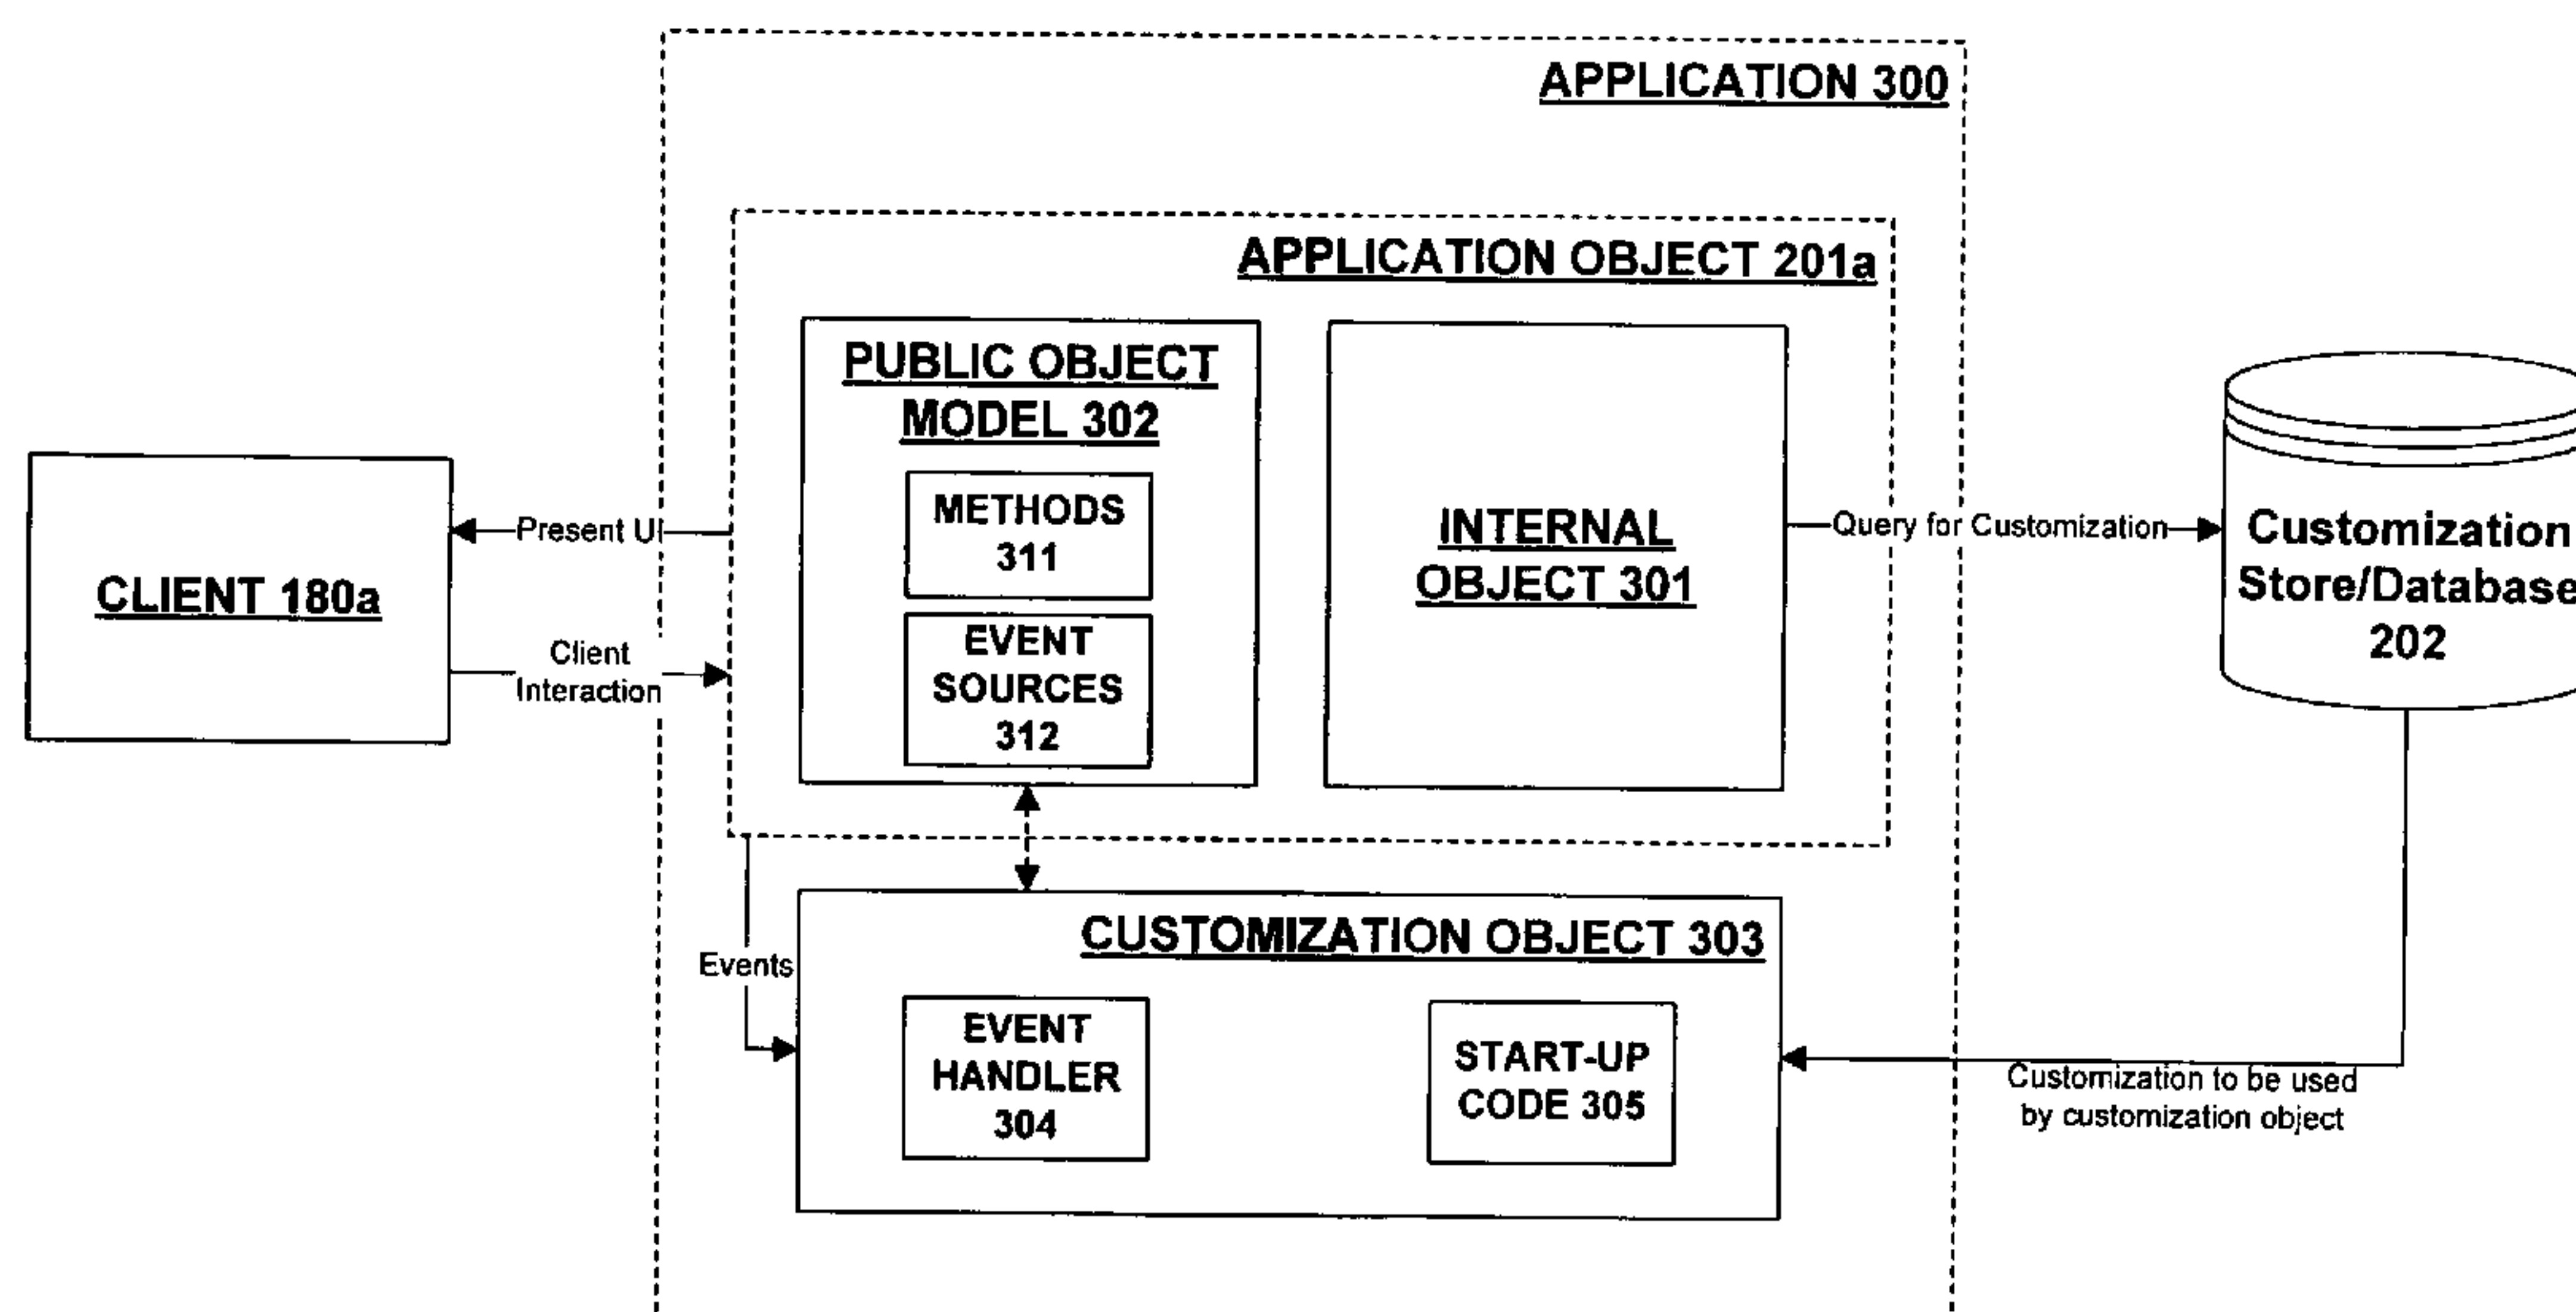 APPLICATION 300
APPLICATION OBJECT 201a
PUBLIC OBJECT
MODEL 302
METHODS
311
EVENT
SOURCES
312
INTERNAL
OBJECT 301
CLIENT 180a
Present UI
Client
Interaction
Query for Customization
Customization
Store/Database
202
Events
CUSTOMIZATION OBJECT 303
EVENT
HANDLER
304
START-UP
CODE 305
Customization to be used
by customization object